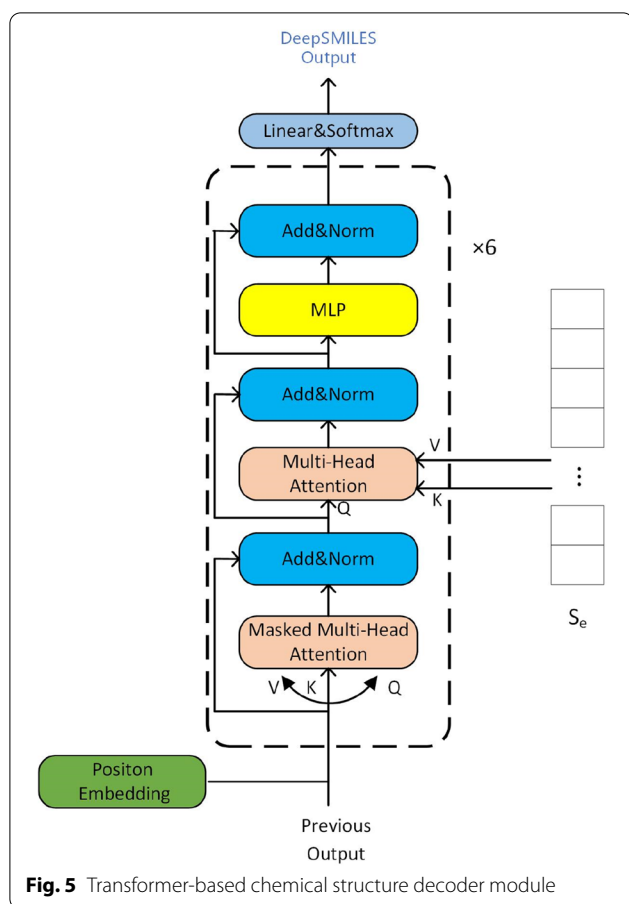 DeepSMILES
Output
Linear&Softmax
Add&Norm
×6
MLP
Add&Norm
V
Multi-Head
Attention
K
Q
Add&Norm
Sₑ
Masked Multi-Head
Attention
V K Q
Positon
Embedding
Previous
Output
Fig. 5 Transformer-based chemical structure decoder module